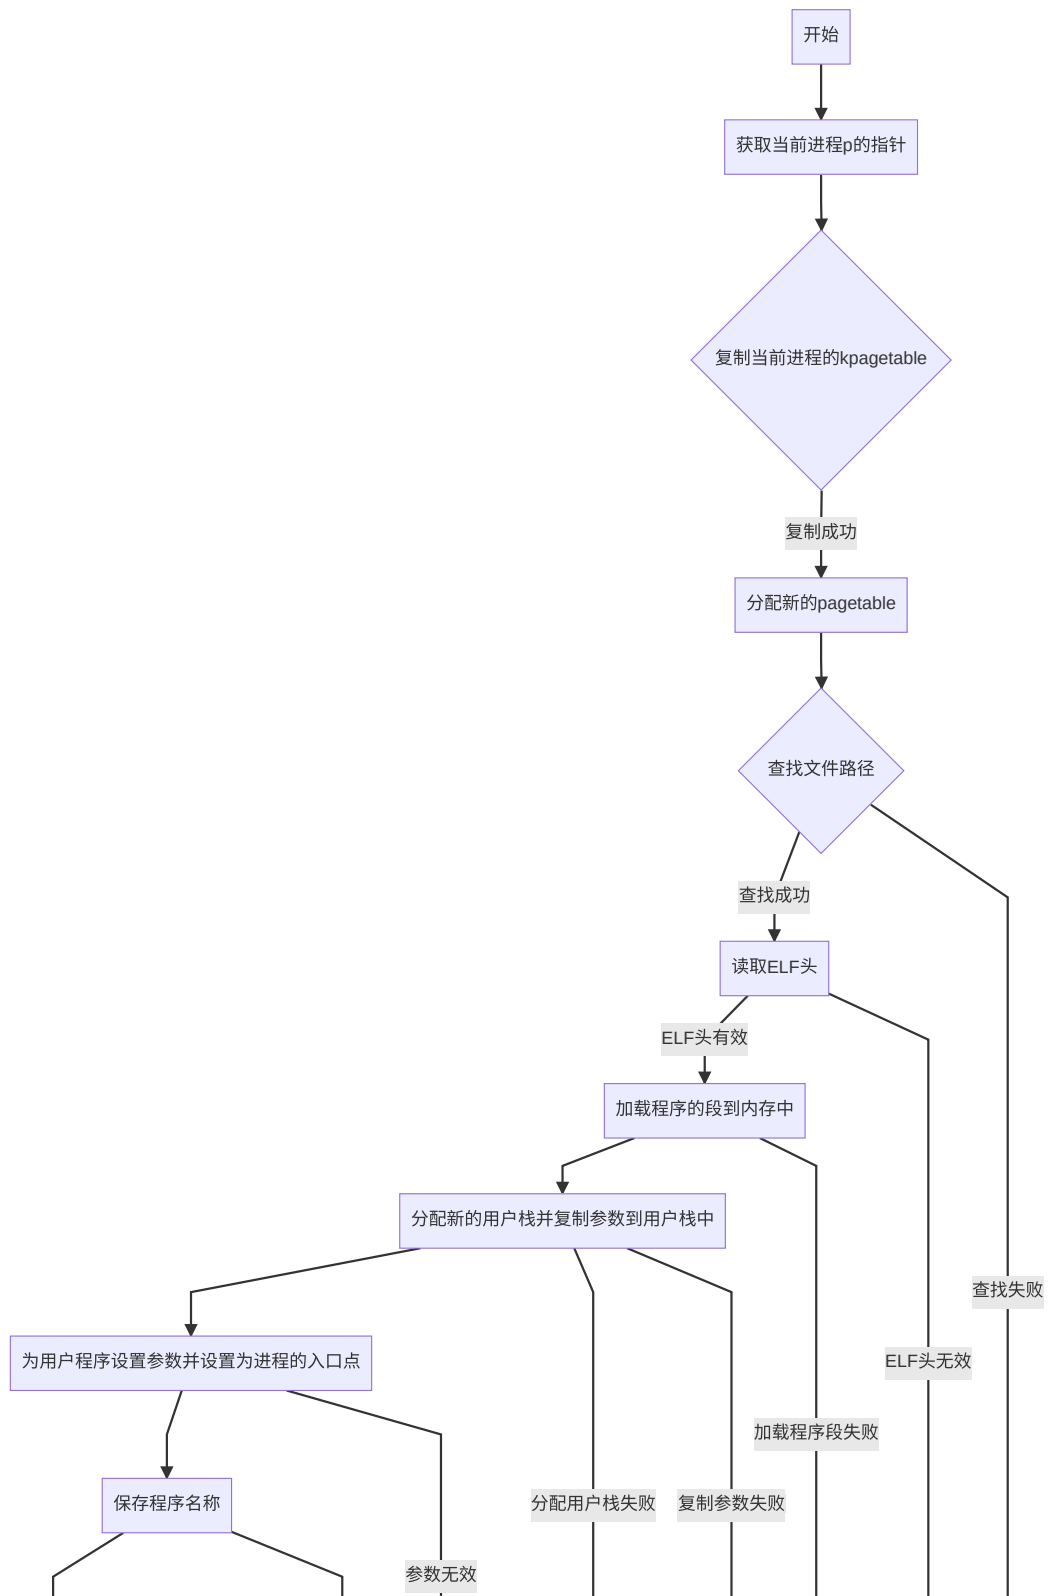 开始
获取当前进程p的指针
复制当前进程的kpagetable
复制成功
分配新的pagetable
查找文件路径
查找成功
读取ELF头
ELF头有效
加载程序的段到内存中
分配新的用户栈并复制参数到用户栈中
查找失败
为用户程序设置参数并设置为进程的入口点
ELF头无效
加载程序段失败
保存程序名称
分配用户栈失败
复制参数失败
参数无效